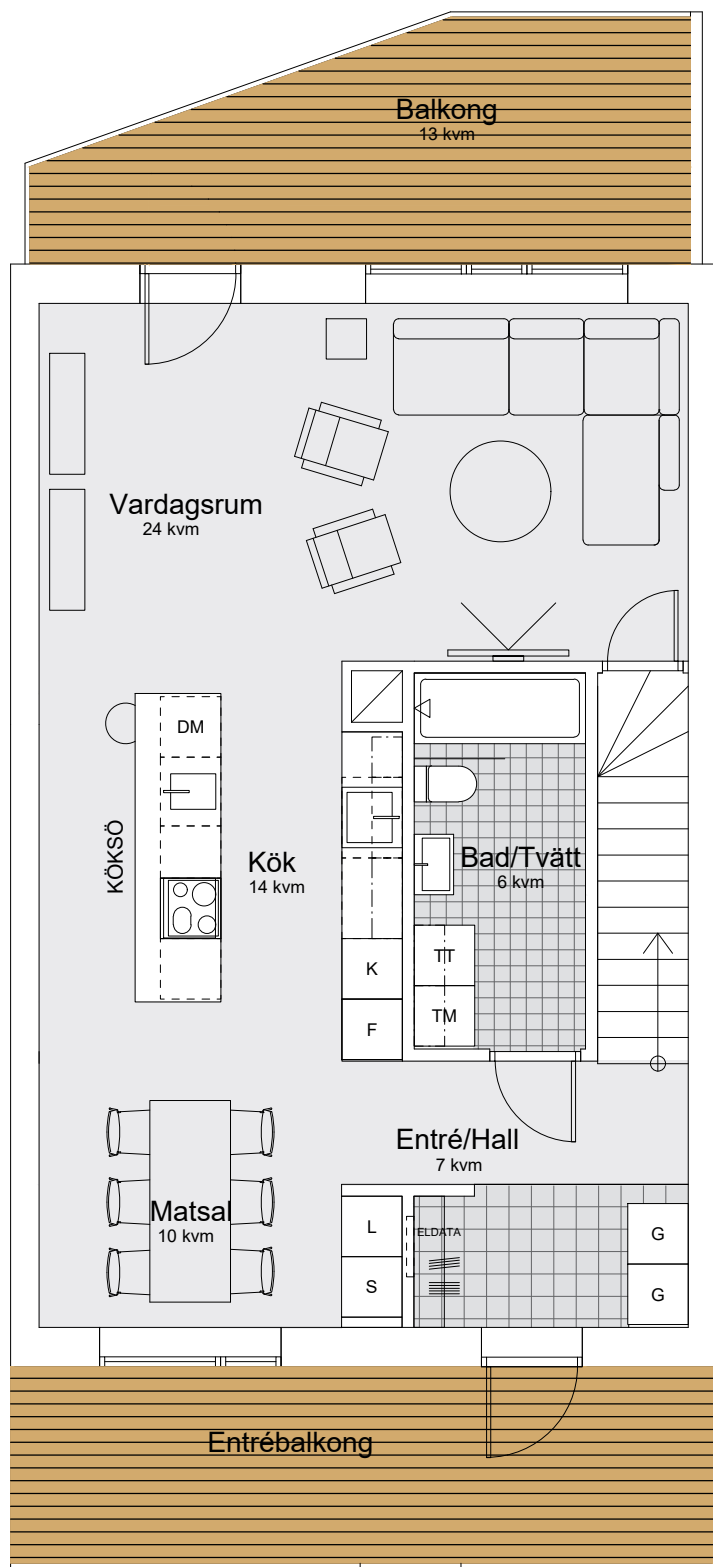 Balkong
13 kvm
Vardagsrum
24 kvm
DM
KÖKSÖ
Kök
14 kvm
Bad/Tvätt
6 kvm
K
TT
F
TM
Entré/Hall
7 kvm
Matsal
10 kvm
L
ELDATA
G
S
G
Entrébalkong